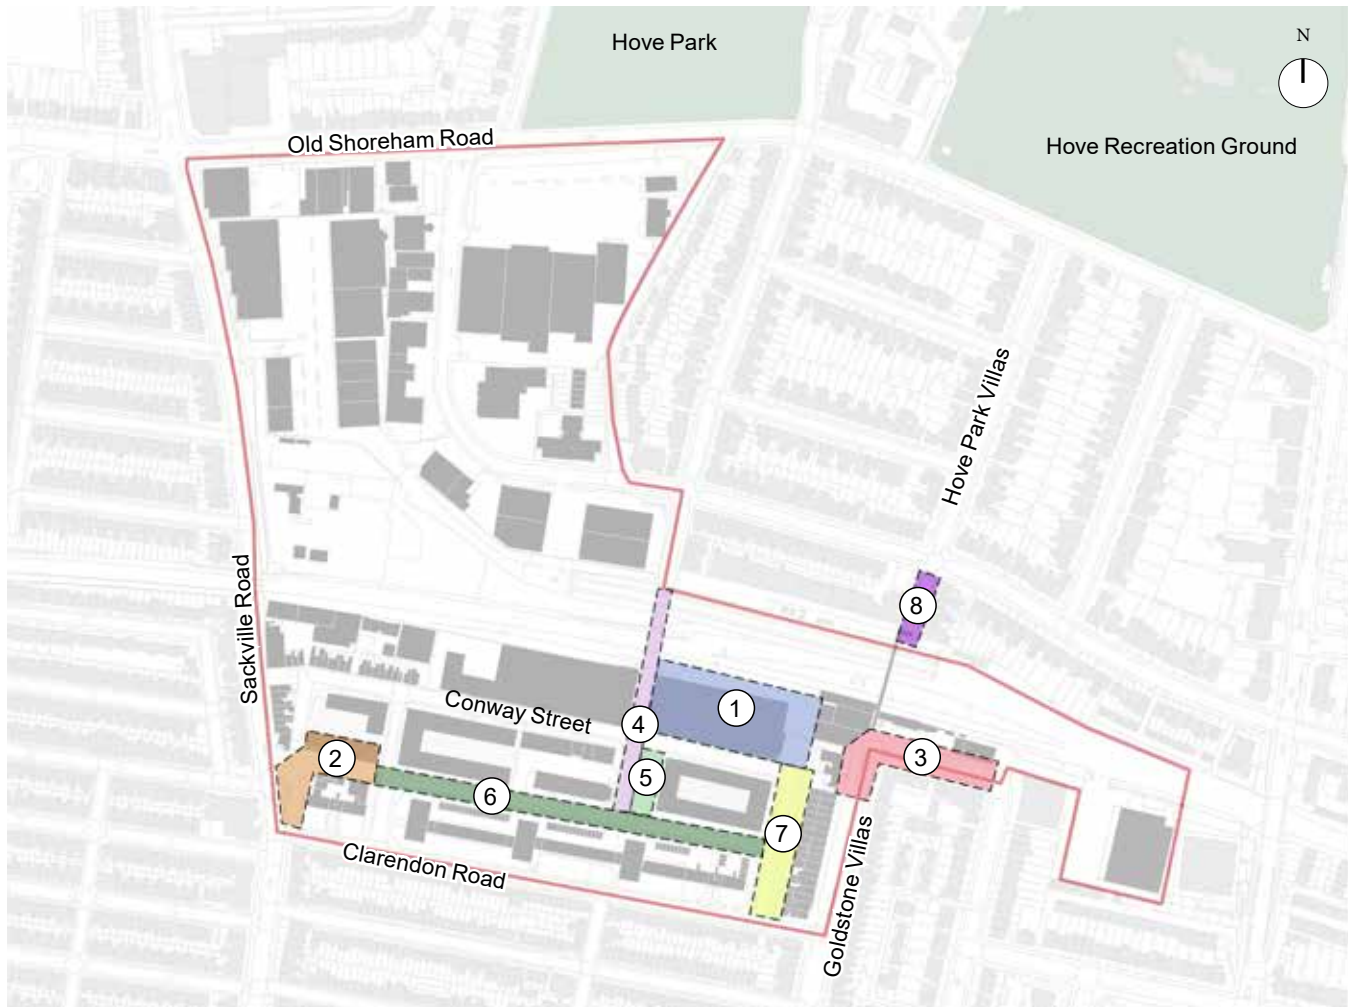 Hove Park
N
Old Shoreham Road
Hove Recreation Ground
Hove Park Villas
Sackville Road
8
Conway Street
1
4
2
3
5
6
7
Clarendon Road
Goldstone Villas